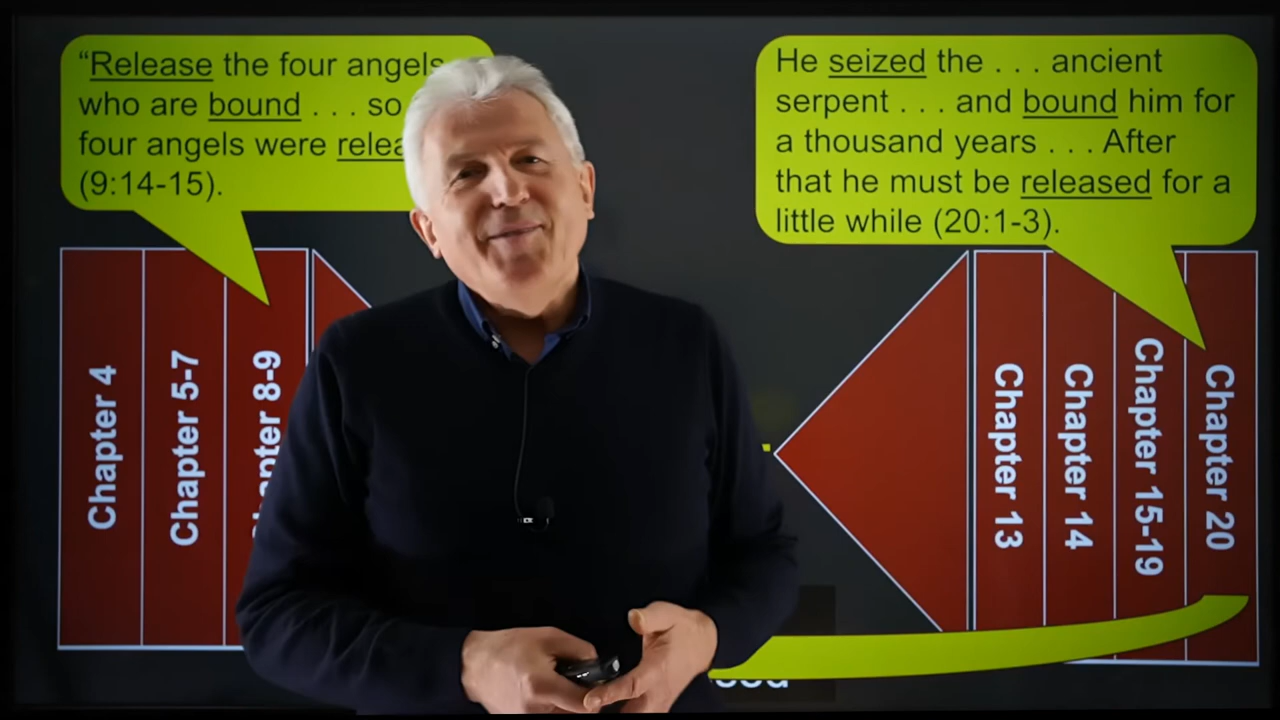 “Release the four angels
who are bound . . . so
four angels were
(9:14-15).
He seized the . . . ancient
serpent . . . and bound him for
a thousand years . . . After
that he must be released for a
little while (20:1-3).
Chapter 4
Chapter 5-7
8-9
Chapter 13
Chapter 14
Chapter 15-19
Chapter 20